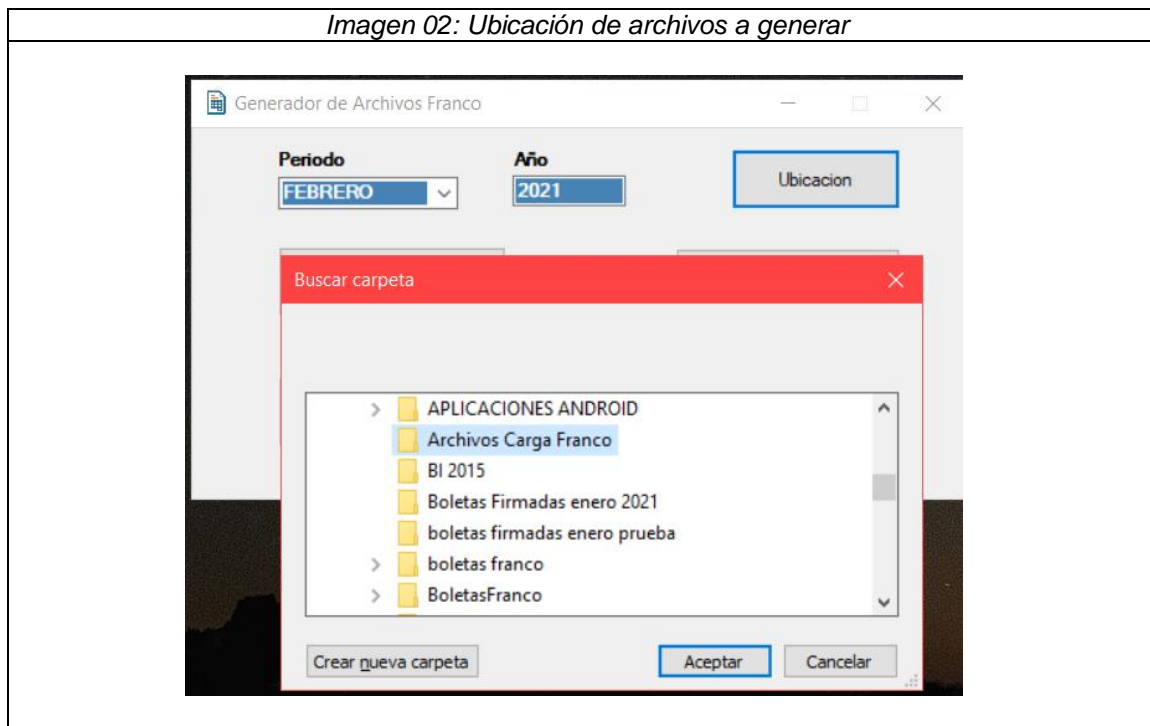 Imagen 02: Ubicación de archivos a generar
Generador de Archivos Franco
Periodo Año
FEBRERO 2021 Ubicacion
Buscar carpeta
APLICACIONES ANDROID
Archivos Carga Franco
BI 2015
Boletas Firmadas enero 2021
boletas firmadas enero prueba
boletas franco
BoletasFranco
Crear nueva carpeta Aceptar Cancelar